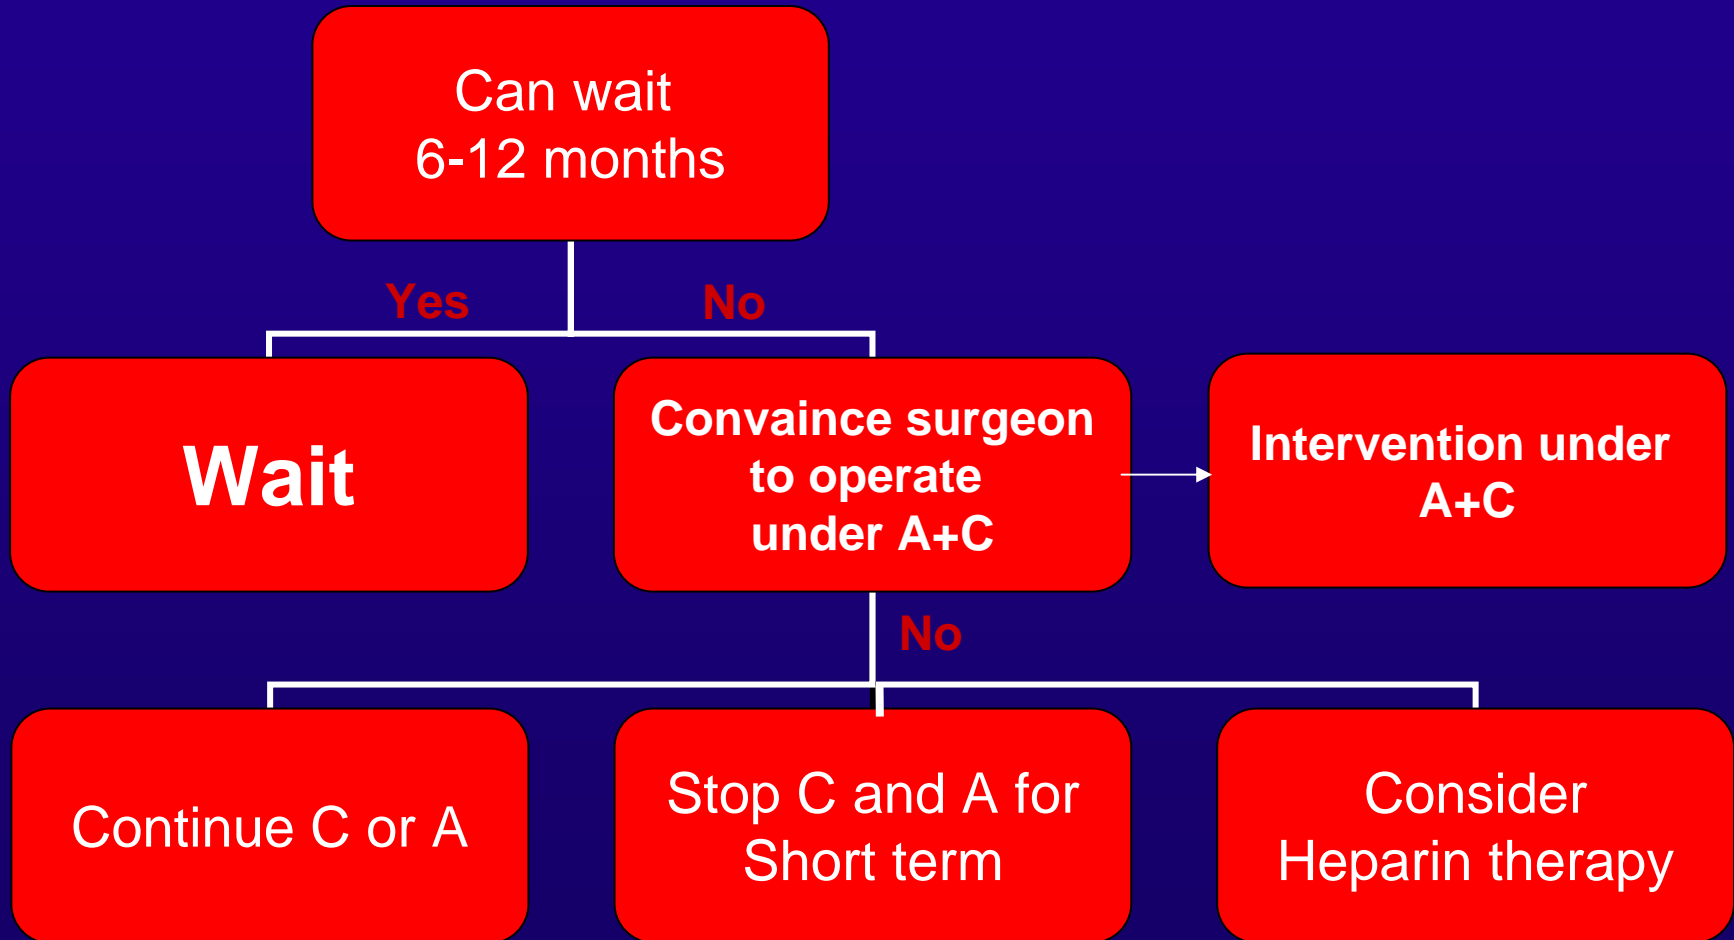 Can wait
6-12 months
Yes
No
Wait
Convaince surgeon
to operate
under A+C
Intervention under
A+C
No
Continue C or A
Stop C and A for
Short term
Consider
Heparin therapy